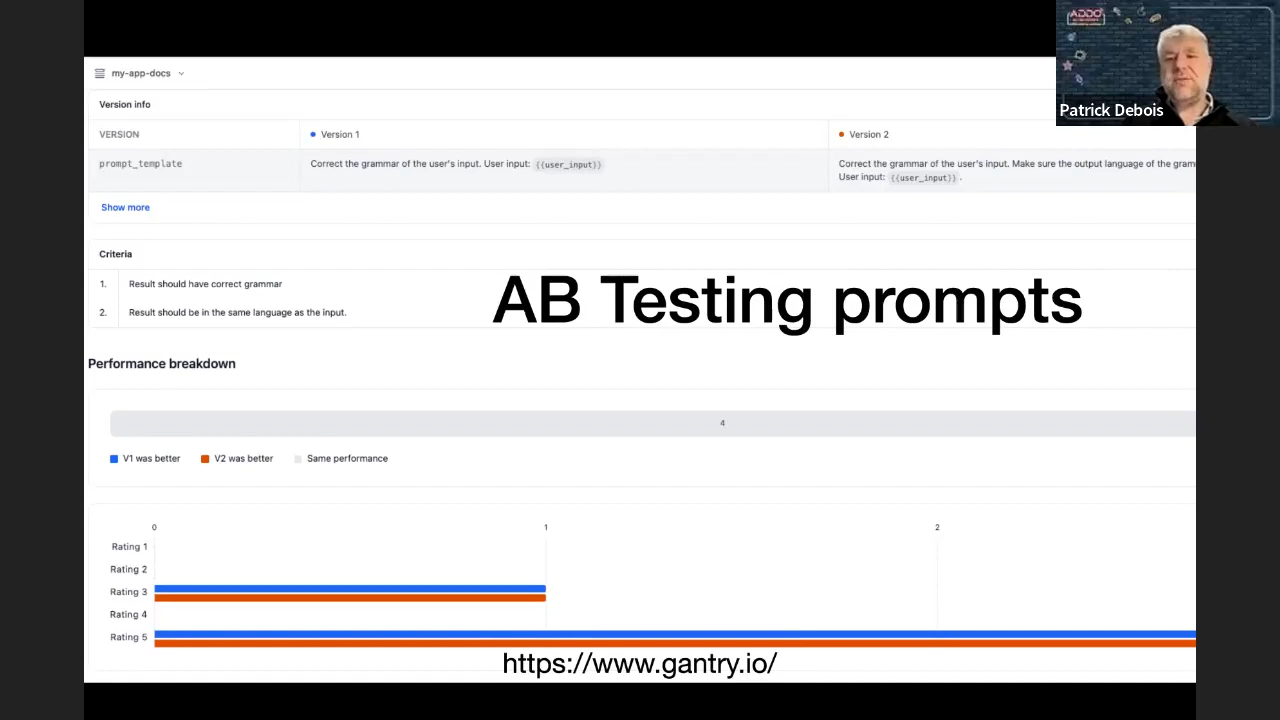 ADDO
Patrick Debois
my-app-docs
Version info
VERSION
Version 1
Version 2
prompt_template
Correct the grammar of the user's input. User input: {{user_input}}
Correct the grammar of the user's input. Make sure the output language of the gram
User input: {{user_input}}.
Show more
Criteria
1. Result should have correct grammar
2. Result should be in the same language as the input.
AB Testing prompts
Performance breakdown
4
V1 was better
V2 was better
Same performance
0 1 2
Rating 1
Rating 2
Rating 3
Rating 4
Rating 5
https://www.gantry.io/